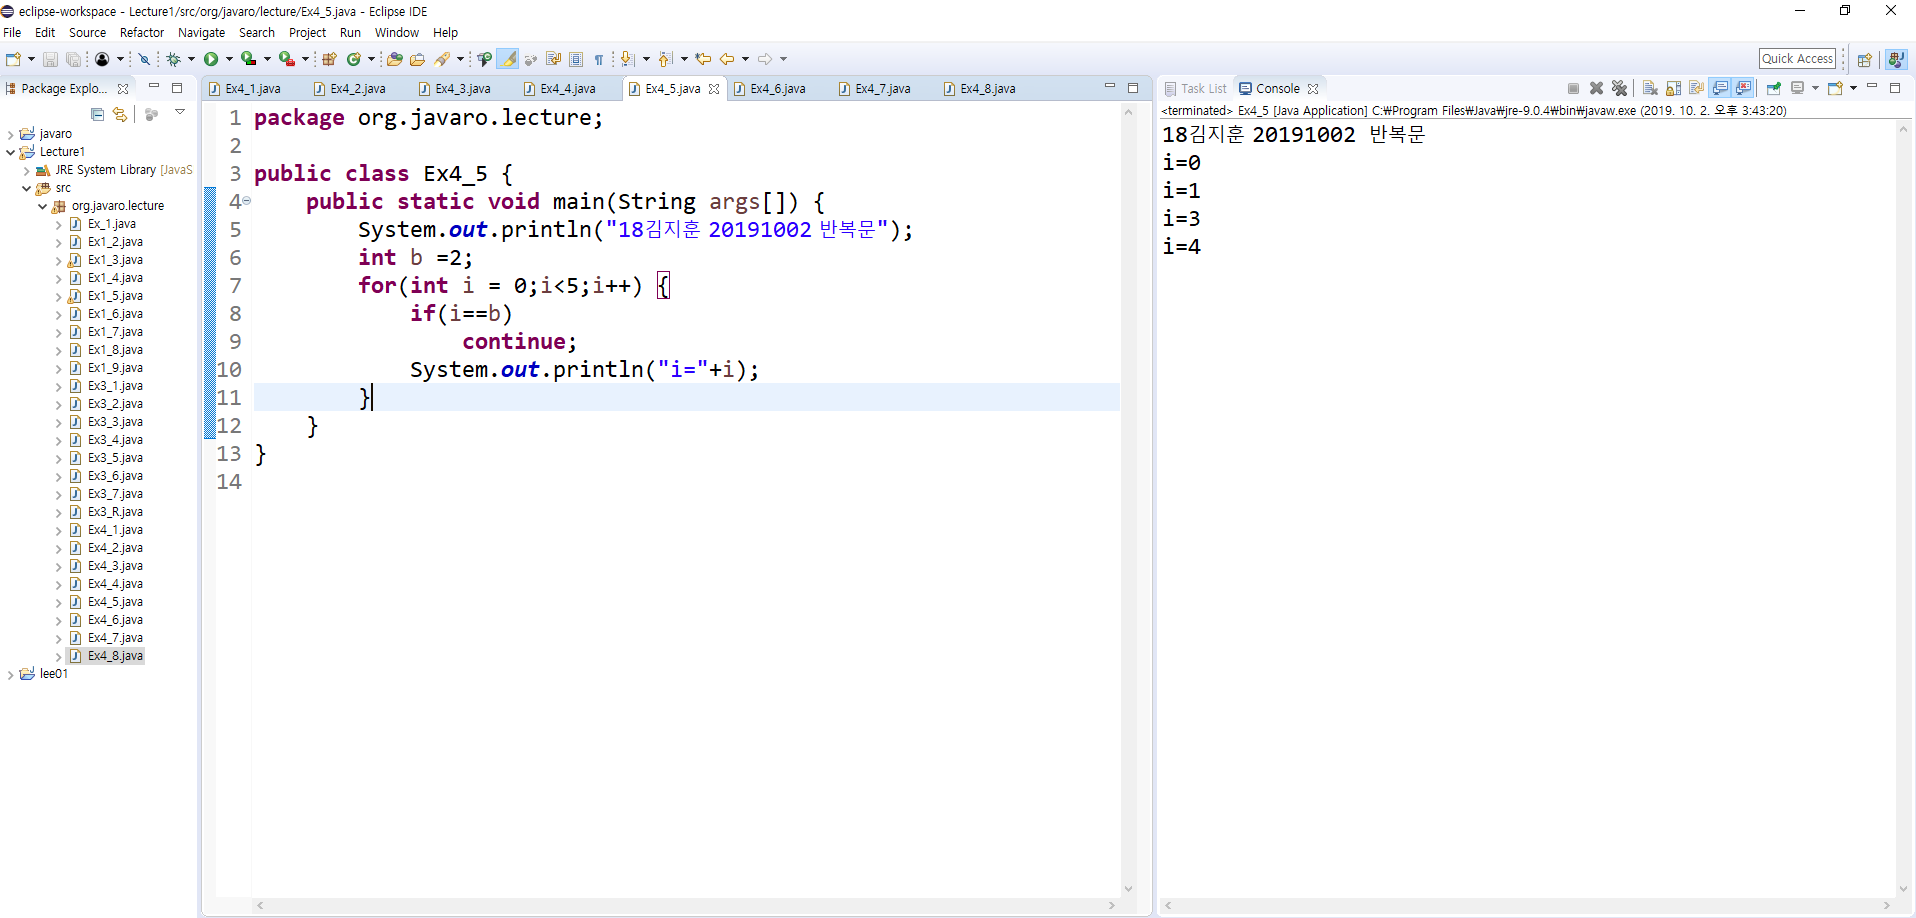 eclipse-workspace - Lecture1/src/org/javaro/lecture/Ex4_5.java - Eclipse IDE
File Edit Source Refactor Navigate Search Project Run Window Help
Quick Access
Package Explo...
javaro
Lecture1
JRE System Library [JavaS
src
org.javaro.lecture
Ex_1.java
Ex1_2.java
Ex1_3.java
Ex1_4.java
Ex1_5.java
Ex1_6.java
Ex1_7.java
Ex1_8.java
Ex1_9.java
Ex3_1.java
Ex3_2.java
Ex3_3.java
Ex3_4.java
Ex3_5.java
Ex3_6.java
Ex3_7.java
Ex3_R.java
Ex4_1.java
Ex4_2.java
Ex4_3.java
Ex4_4.java
Ex4_5.java
Ex4_6.java
Ex4_7.java
Ex4_8.java
lee01
Ex4_1.java Ex4_2.java Ex4_3.java Ex4_4.java Ex4_5.java Ex4_6.java Ex4_7.java Ex4_8.java
1 package org.javaro.lecture;
2
3 public class Ex4_5 {
4 public static void main(String args[]) {
5 System.out.println("18김지훈 20191002 반복문");
6 int b =2;
7 for(int i = 0;i<5;i++) {
8 if(i==b)
9 continue;
10 System.out.println("i="+i);
11 }
12 }
13 }
14
Task List Console
<terminated> Ex4_5 [Java Application] C:₩Program Files₩Java₩jre-9.0.4₩bin₩javaw.exe (2019. 10. 2. 오후 3:43:20)
18김지훈 20191002 반복문
i=0
i=1
i=3
i=4